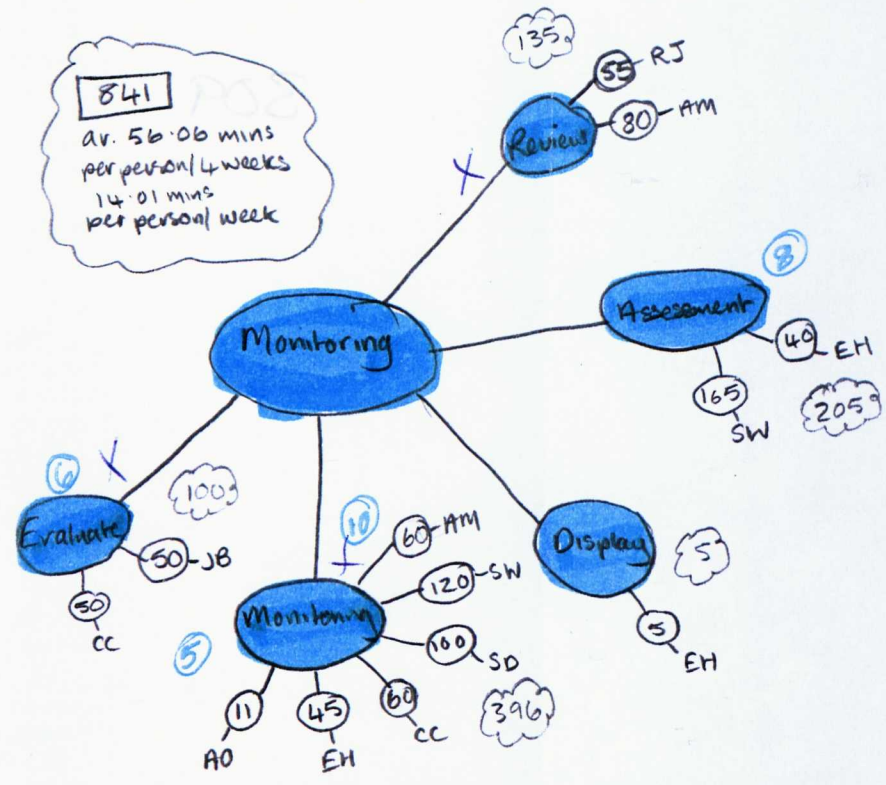 841
av. 56.06 mins
per person/4 weeks
14.01 mins
per person/week
135
55 RJ
80 AM
Review
X
8
Assessment
40 EH
165
SW
205
Monitoring
6
X
100
Evaluate
50 JB
50
CC
10
60 AM
Display
5
120 SW
Monitoring
5
100
SD
5
EH
11
AO
45
EH
60
CC
396